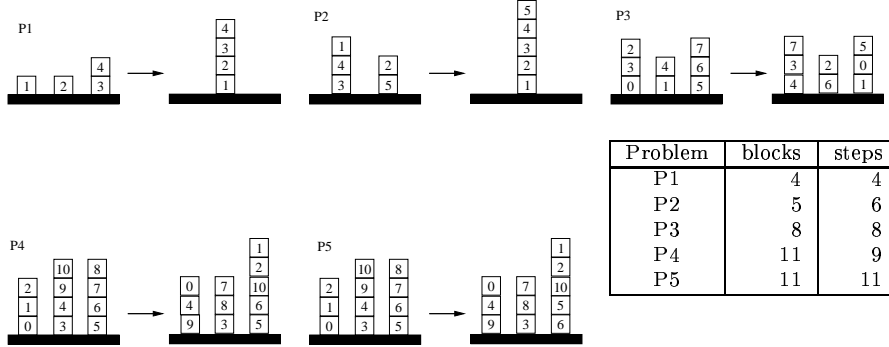 P1
4
1 2 3
4
3
2
1
P2
1
4 2
3 5
5
4
3
2
1
P3
2 7
3 4 6
0 1 5
7 5
3 2 0
4 6 1
Problem blocks steps
P1 4 4
P2 5 6
P3 8 8
P4 11 9
P5 11 11
P4
10 8
2 9 7
1 4 6
0 3 5
1
2
0 7 10
4 8 6
9 3 5
P5
10 8
2 9 7
1 4 6
0 3 5
1
2
0 7 10
4 8 5
9 3 6